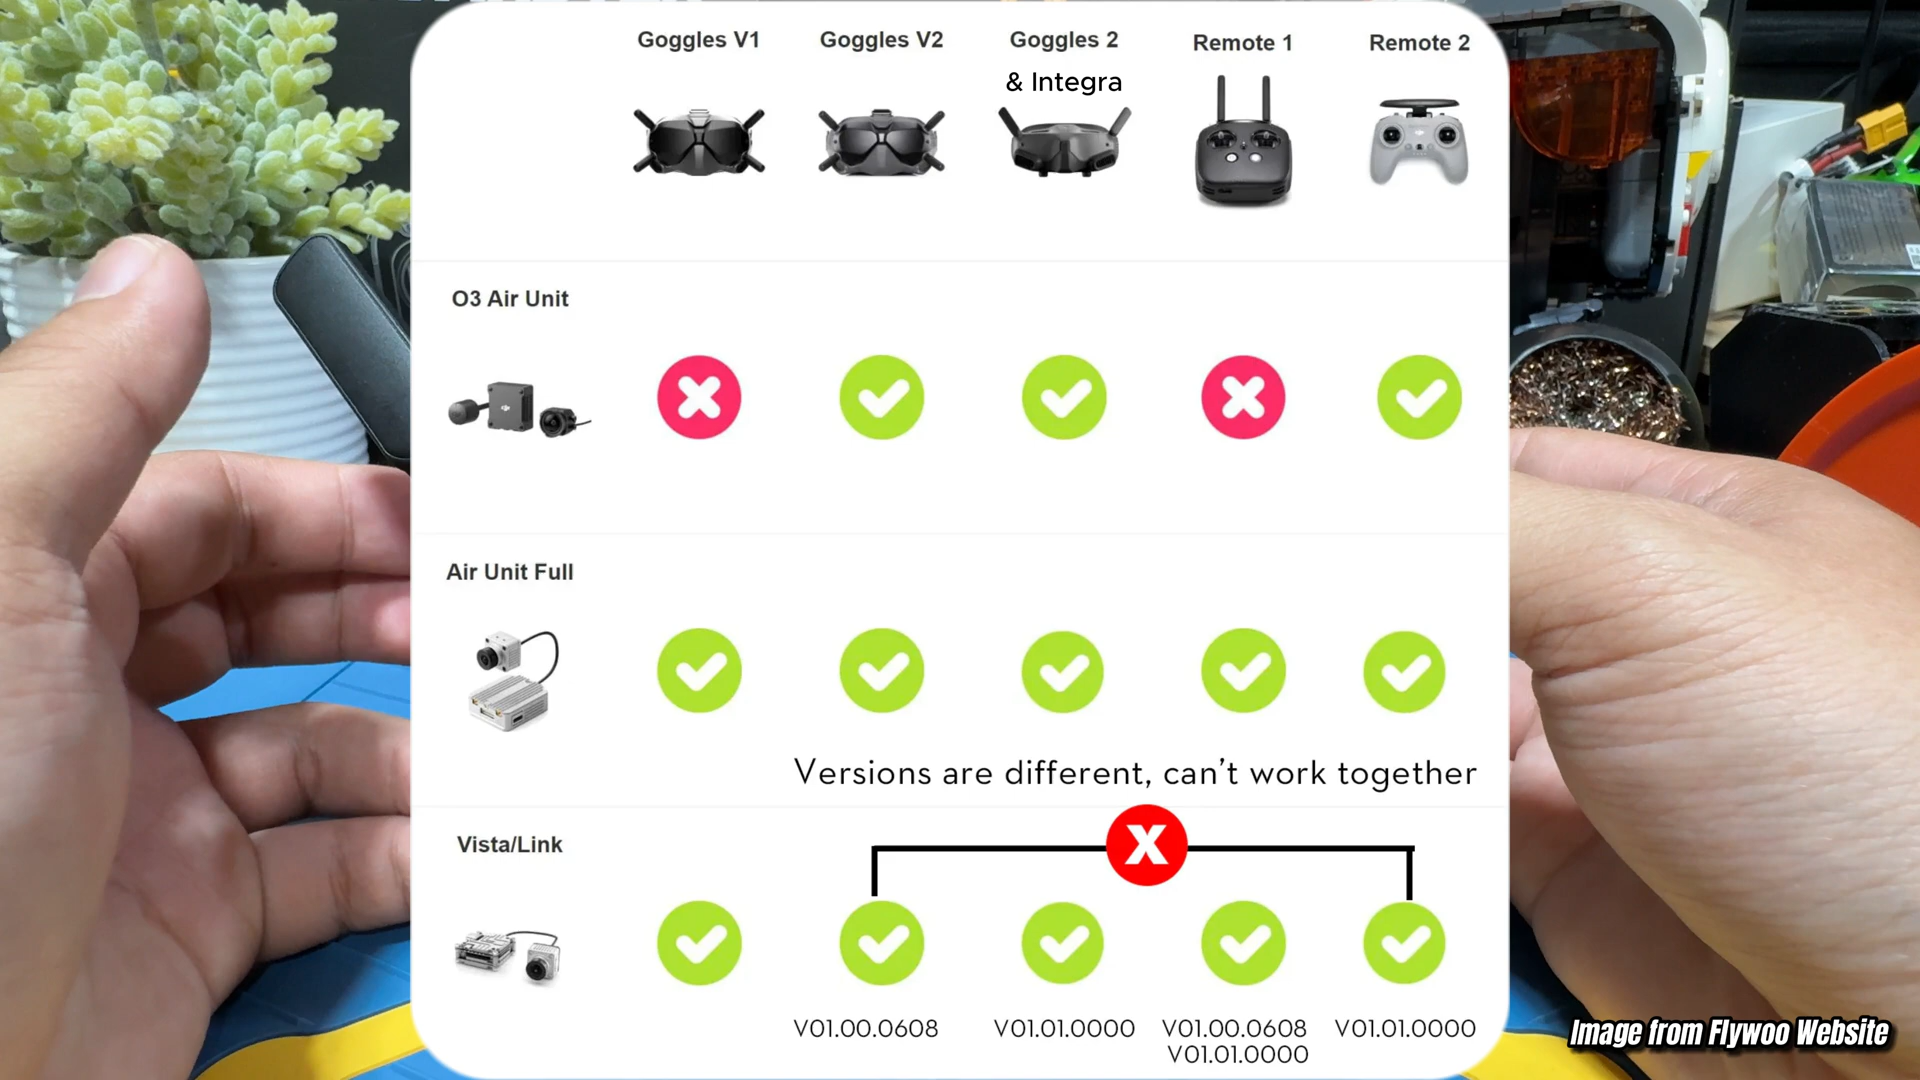 Goggles V1
Goggles V2
Goggles 2
& Integra
Remote 1
Remote 2
O3 Air Unit
Air Unit Full
Versions are different, can't work together
Vista/Link
X
V01.00.0608
V01.01.0000
V01.00.0608
V01.01.0000
V01.01.0000
Image from Flywoo Website